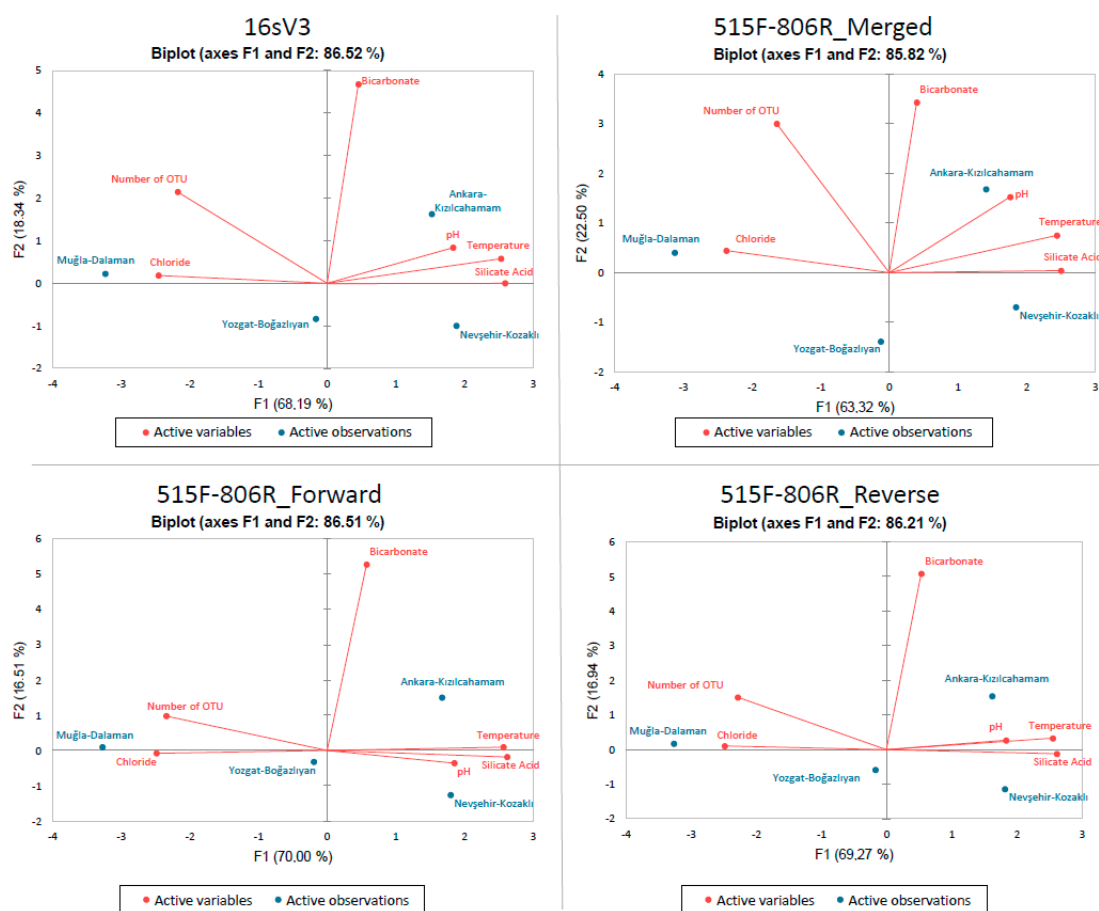 16sV3
Biplot (axes F1 and F2: 86.52 %)
5
4
3
2
1
0
-1
-2
F2 (18.34 %)
Bicarbonate
Number of OTU
Ankara-
Kızılcahamam
pH
Temperature
Muğla-Dalaman
Chloride
Silicate Acid
Yozgat-Boğazlıyan
Nevşehir-Kozaklı
-4 -3 -2 -1 0 1 2 3
F1 (68,19 %)
Active variables Active observations
515F-806R_Merged
Biplot (axes F1 and F2: 85.82 %)
4
3
2
1
0
-1
-2
F2 (22.50 %)
Bicarbonate
Number of OTU
Ankara-Kızılcahamam
pH
Temperature
Muğla-Dalaman
Chloride
Silicate Acid
Nevşehir-Kozaklı
Yozgat-Boğazlıyan
-4 -3 -2 -1 0 1 2 3
F1 (63,32 %)
Active variables Active observations
515F-806R_Forward
Biplot (axes F1 and F2: 86.51 %)
6
5
4
3
2
1
0
-1
-2
F2 (16.51 %)
Bicarbonate
Ankara-Kızılcahamam
Number of OTU
Muğla-Dalaman
Temperature
Chloride
Silicate Acid
Yozgat-Boğazlıyan
pH
Nevşehir-Kozaklı
-4 -3 -2 -1 0 1 2 3
F1 (70,00 %)
Active variables Active observations
515F-806R_Reverse
Biplot (axes F1 and F2: 86.21 %)
6
5
4
3
2
1
0
-1
-2
F2 (16,94 %)
Bicarbonate
Number of OTU
Ankara-Kızılcahamam
Muğla-Dalaman
Chloride
pH
Temperature
Silicate Acid
Yozgat-Boğazlıyan
Nevşehir-Kozaklı
-4 -3 -2 -1 0 1 2 3
F1 (69,27 %)
Active variables Active observations